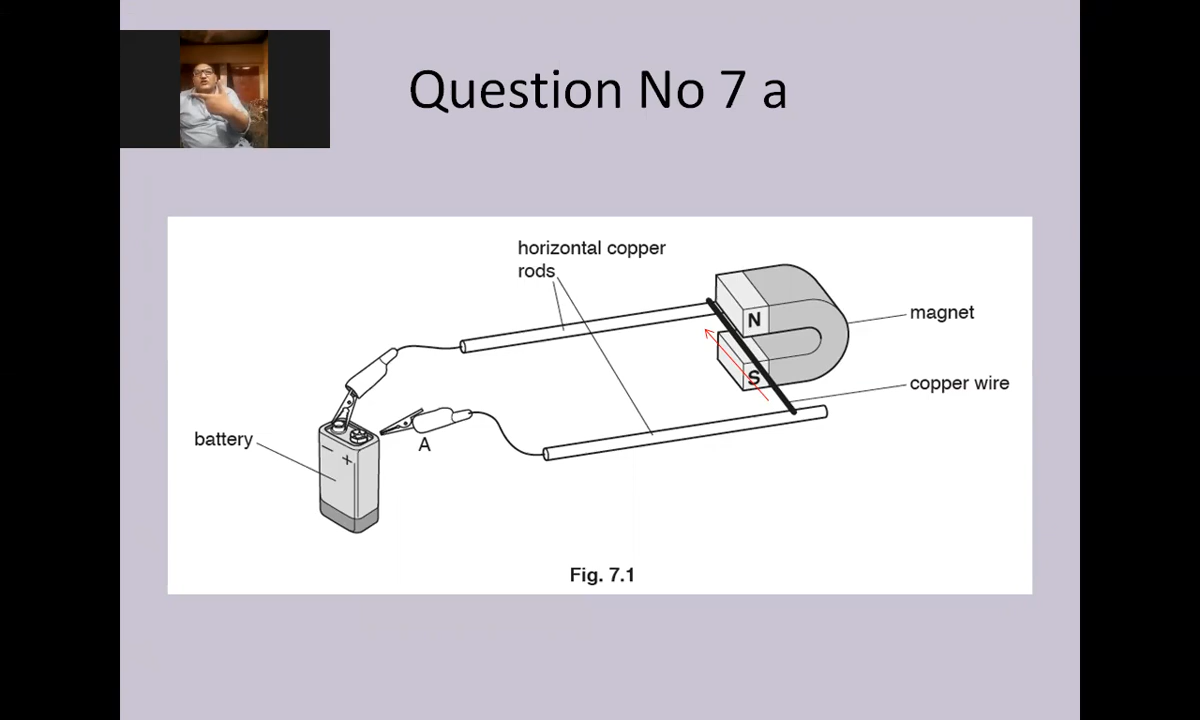 Question No 7 a
horizontal copper
rods
N
magnet
S
copper wire
A
battery
− +
Fig. 7.1